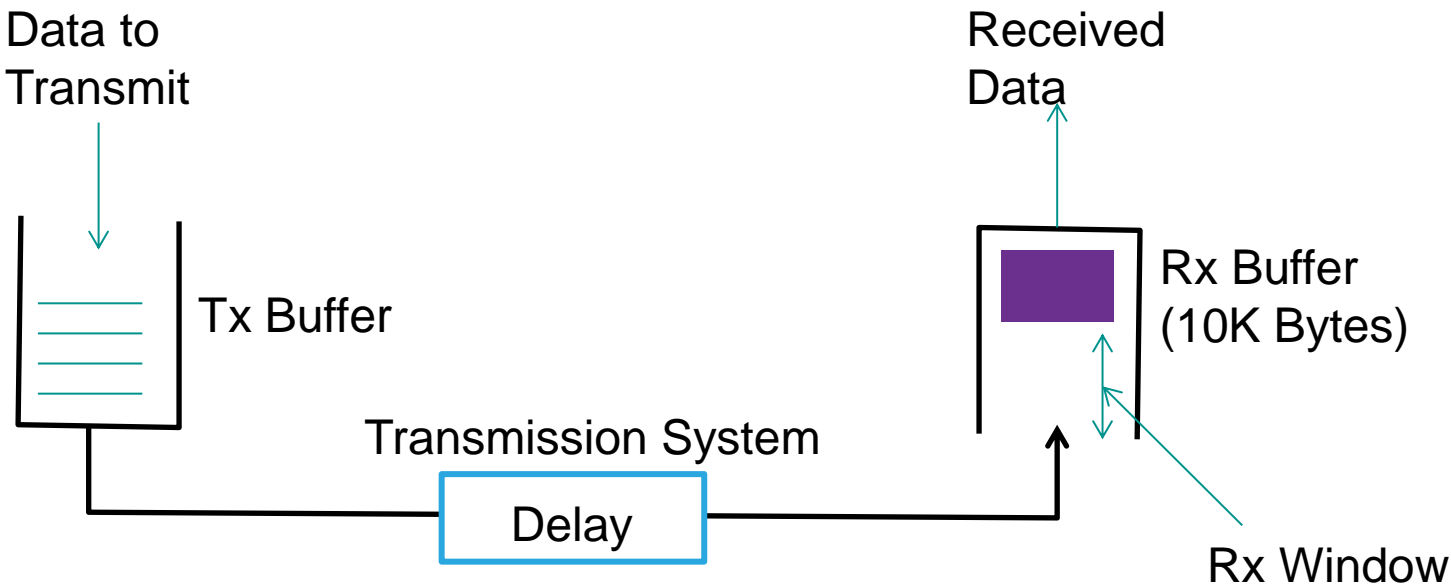 Data to
Transmit
Received
Data
Tx Buffer
Rx Buffer
(10K Bytes)
Transmission System
Delay
Rx Window